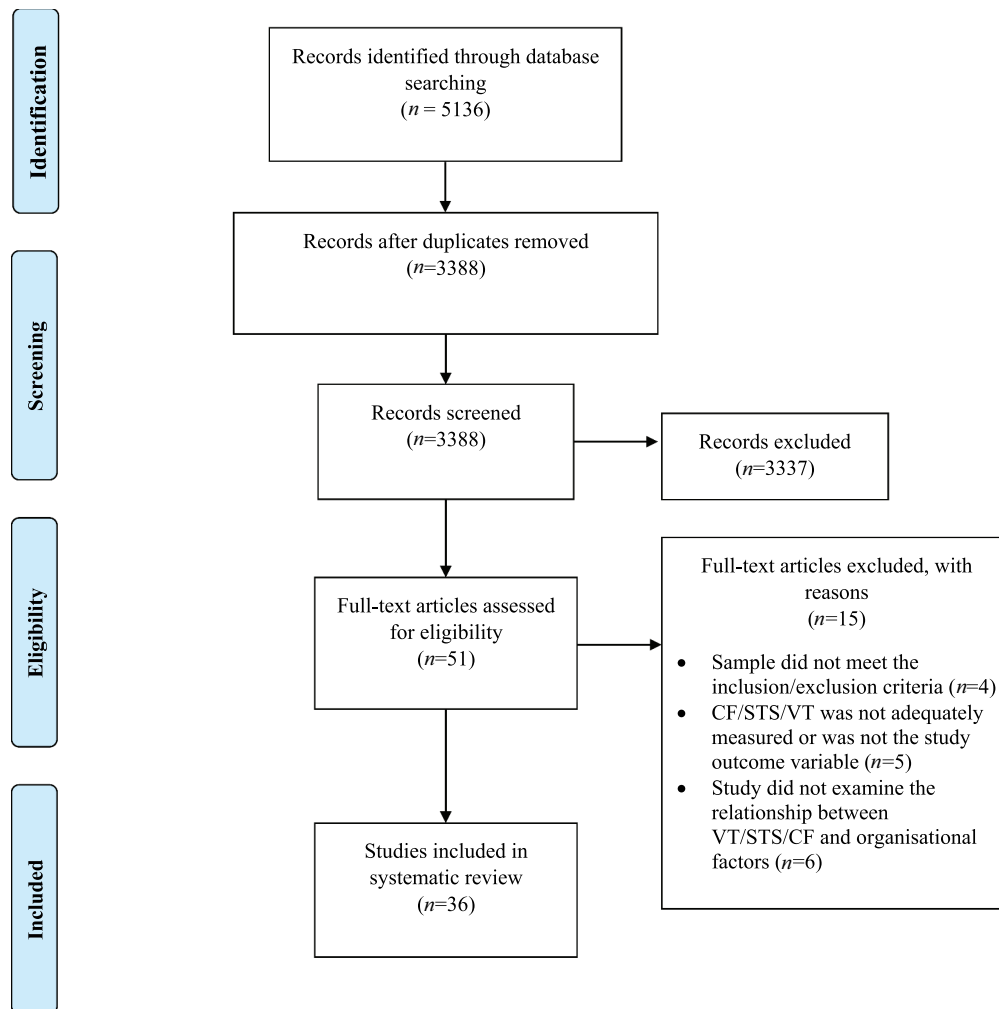 Identification
Records identified through database
searching
(n = 5136)
Records after duplicates removed
(n=3388)
Screening
Records screened
(n=3388)
Records excluded
(n=3337)
Eligibility
Full-text articles assessed
for eligibility
(n=51)
Full-text articles excluded, with
reasons
(n=15)
• Sample did not meet the
inclusion/exclusion criteria (n=4)
• CF/STS/VT was not adequately
measured or was not the study
outcome variable (n=5)
• Study did not examine the
relationship between
VT/STS/CF and organisational
factors (n=6)
Included
Studies included in
systematic review
(n=36)